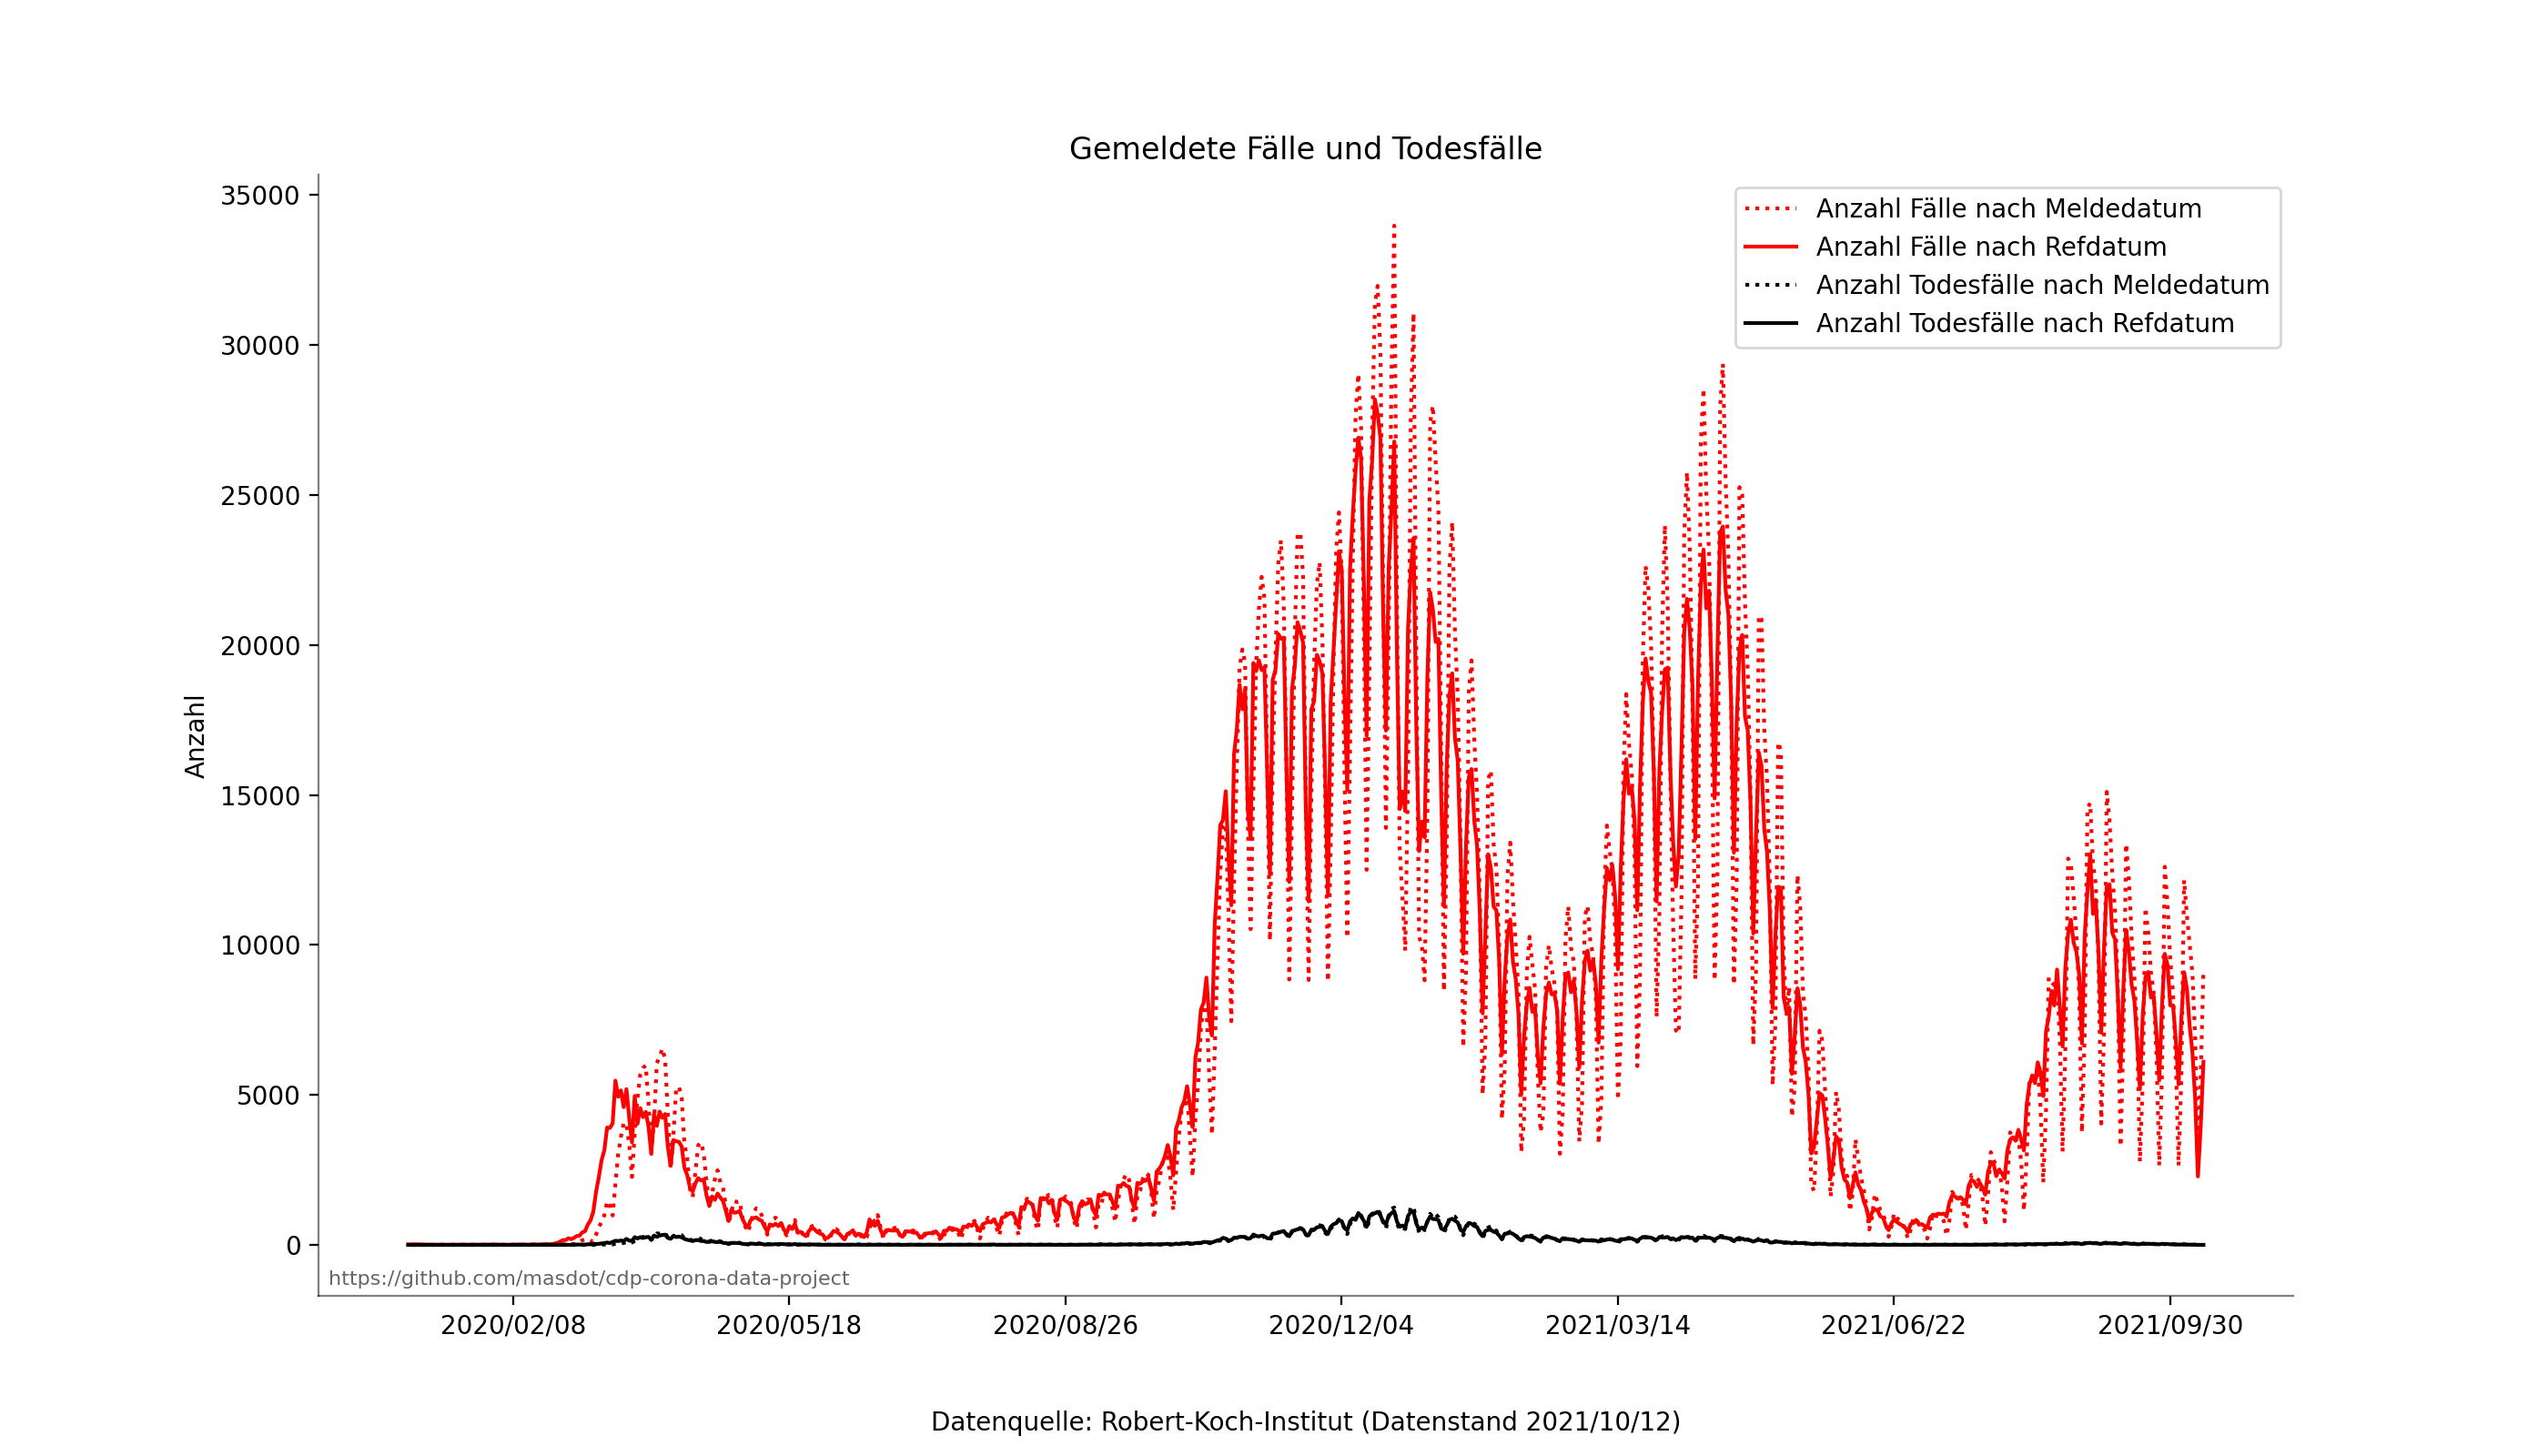 Gemeldete Fälle und Todesfälle
35000
30000
25000
20000
15000
10000
5000
0
Anzahl
Anzahl Fälle nach Meldedatum
Anzahl Fälle nach Refdatum
Anzahl Todesfälle nach Meldedatum
Anzahl Todesfälle nach Refdatum
https://github.com/masdot/cdp-corona-data-project
2020/02/08 2020/05/18 2020/08/26 2020/12/04 2021/03/14 2021/06/22 2021/09/30
Datenquelle: Robert-Koch-Institut (Datenstand 2021/10/12)